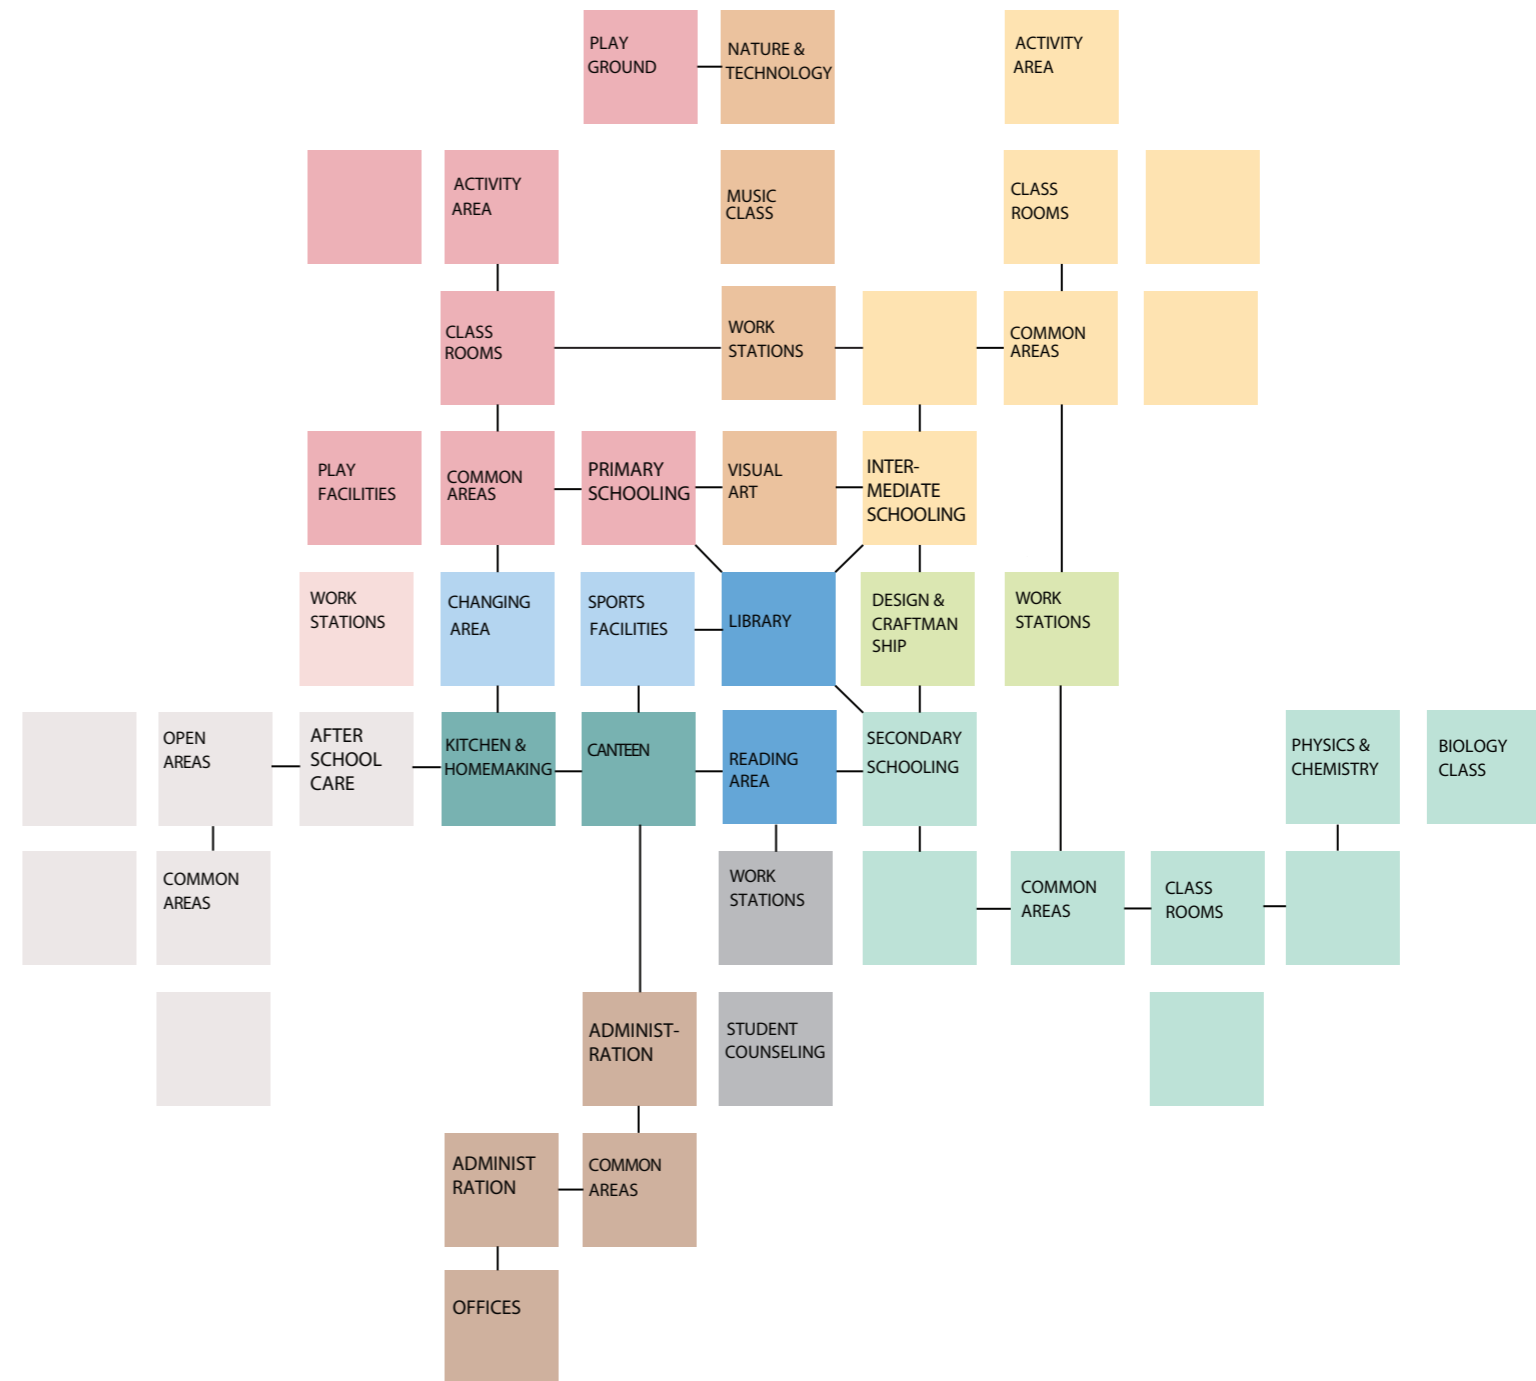 PLAY
GROUND
NATURE &
TECHNOLOGY
ACTIVITY
AREA
ACTIVITY
AREA
MUSIC
CLASS
CLASS
ROOMS
CLASS
ROOMS
WORK
STATIONS
COMMON
AREAS
PLAY
FACILITIES
COMMON
AREAS
PRIMARY
SCHOOLING
VISUAL
ART
INTER-
MEDIATE
SCHOOLING
WORK
STATIONS
CHANGING
AREA
SPORTS
FACILITIES
LIBRARY
DESIGN &
CRAFTMAN
SHIP
WORK
STATIONS
OPEN
AREAS
AFTER
SCHOOL
CARE
KITCHEN &
HOMEMAKING
CANTEEN
READING
AREA
SECONDARY
SCHOOLING
PHYSICS &
CHEMISTRY
BIOLOGY
CLASS
COMMON
AREAS
WORK
STATIONS
COMMON
AREAS
CLASS
ROOMS
ADMINIST-
RATION
STUDENT
COUNSELING
ADMINIST
RATION
COMMON
AREAS
OFFICES